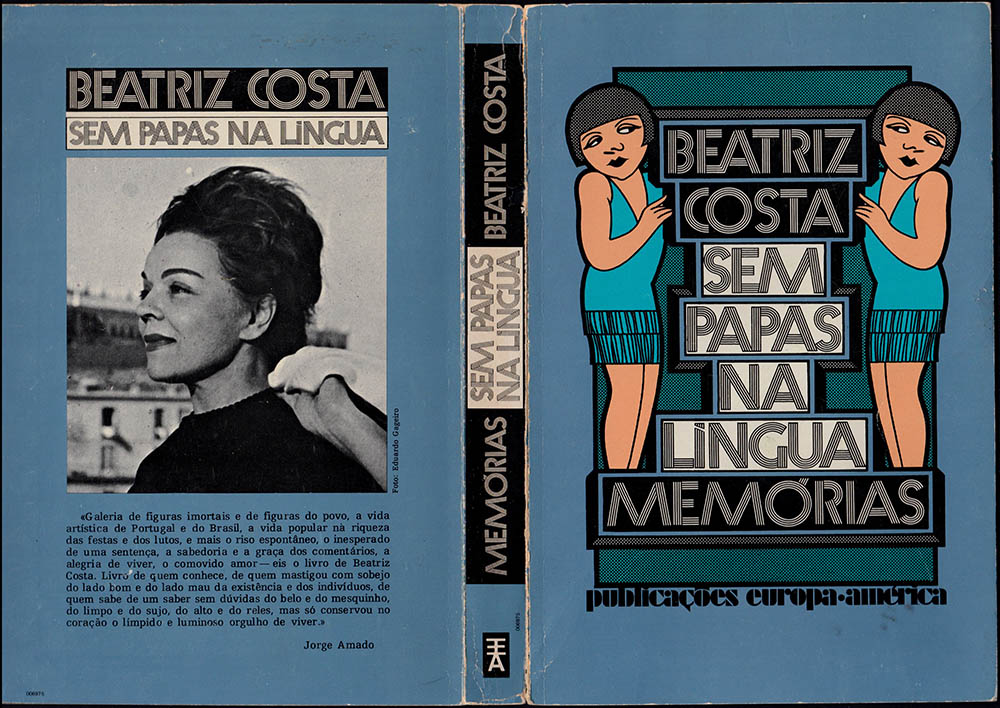 BEATRIZ COSTA
SEM PAPAS NA LÍNGUA
Foto: Eduardo Gageiro
«Galeria de figuras imortais e de figuras do povo, a vida
artística de Portugal e do Brasil, a vida popular nà riqueza
das festas e dos lutos, e mais o riso espontâneo, o inesperado
de uma sentença, a sabedoria e a graça dos comentários, a
alegria de viver, o comovido amor — eis o livro de Beatriz
Costa. Livro de quem conhece, de quem mastigou com sobejo
do lado bom e do lado mau da existência e dos indivíduos, de
quem sabe de um saber sem dúvidas do belo e do mesquinho,
do limpo e do sujo, do alto e do reles, mas só conservou no
coração o límpido e luminoso orgulho de viver.»
Jorge Amado
006975
BEATRIZ COSTA
SEM PAPAS
NA LÍNGUA
MEMÓRIAS
006975
EA
BEATRIZ
COSTA
SEM
PAPAS
NA
LÍNGUA
MEMÓRIAS
publicações europa-américa